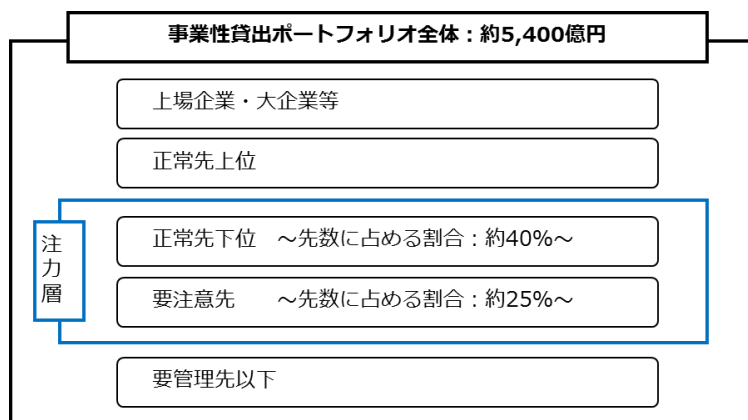 事業性貸出ポートフォリオ全体：約5,400億円
上場企業・大企業等
正常先上位
注力層
正常先下位　～先数に占める割合：約40%～
要注意先　　～先数に占める割合：約25%～
要管理先以下